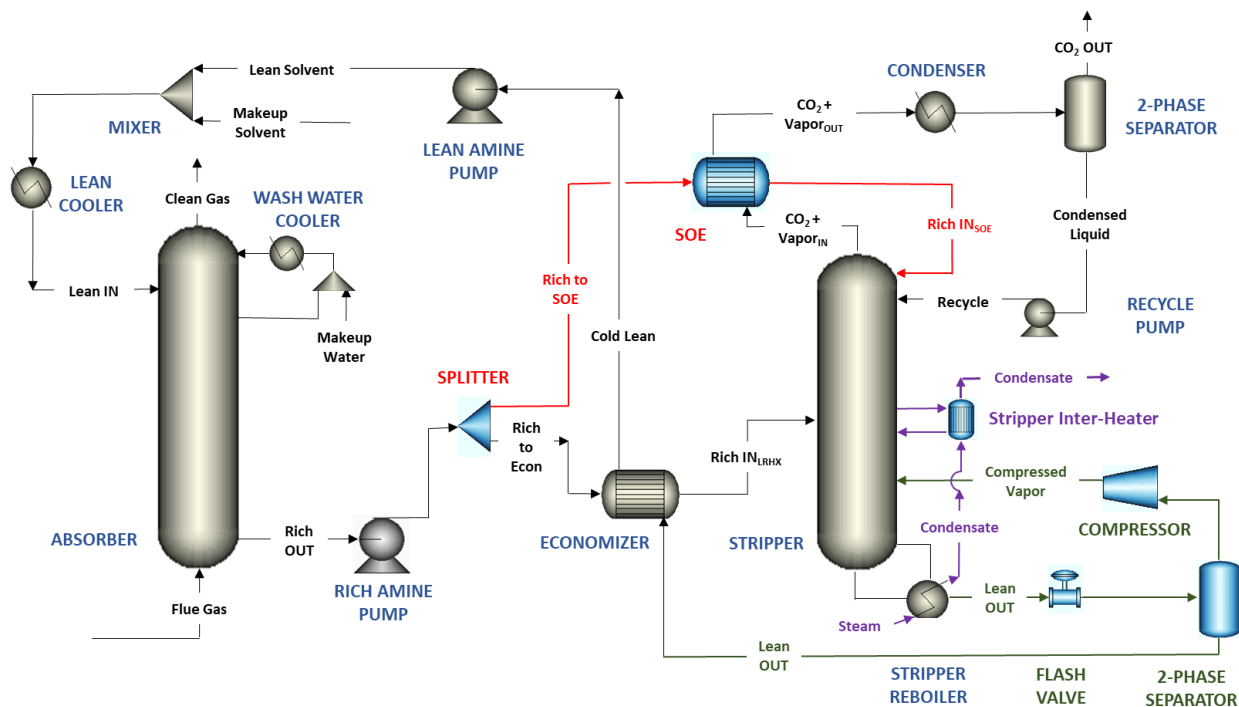 CO2 OUT
Lean Solvent
CONDENSER
2-PHASE
SEPARATOR
CO2 +
VaporOUT
Makeup
Solvent
MIXER
LEAN AMINE
PUMP
LEAN
COOLER
Clean Gas
WASH WATER
COOLER
SOE
CO2 +
VaporIN
Rich INSOE
Condensed
Liquid
Rich to
SOE
Lean IN
Recycle
RECYCLE
PUMP
Makeup
Water
Cold Lean
SPLITTER
Condensate
Stripper Inter-Heater
Rich
to
Econ
Rich INLRHX
Compressed
Vapor
Condensate
COMPRESSOR
ABSORBER
Rich
OUT
ECONOMIZER
STRIPPER
RICH AMINE
PUMP
Flue Gas
Lean
OUT
Steam
Lean
OUT
STRIPPER
REBOILER
FLASH
VALVE
2-PHASE
SEPARATOR